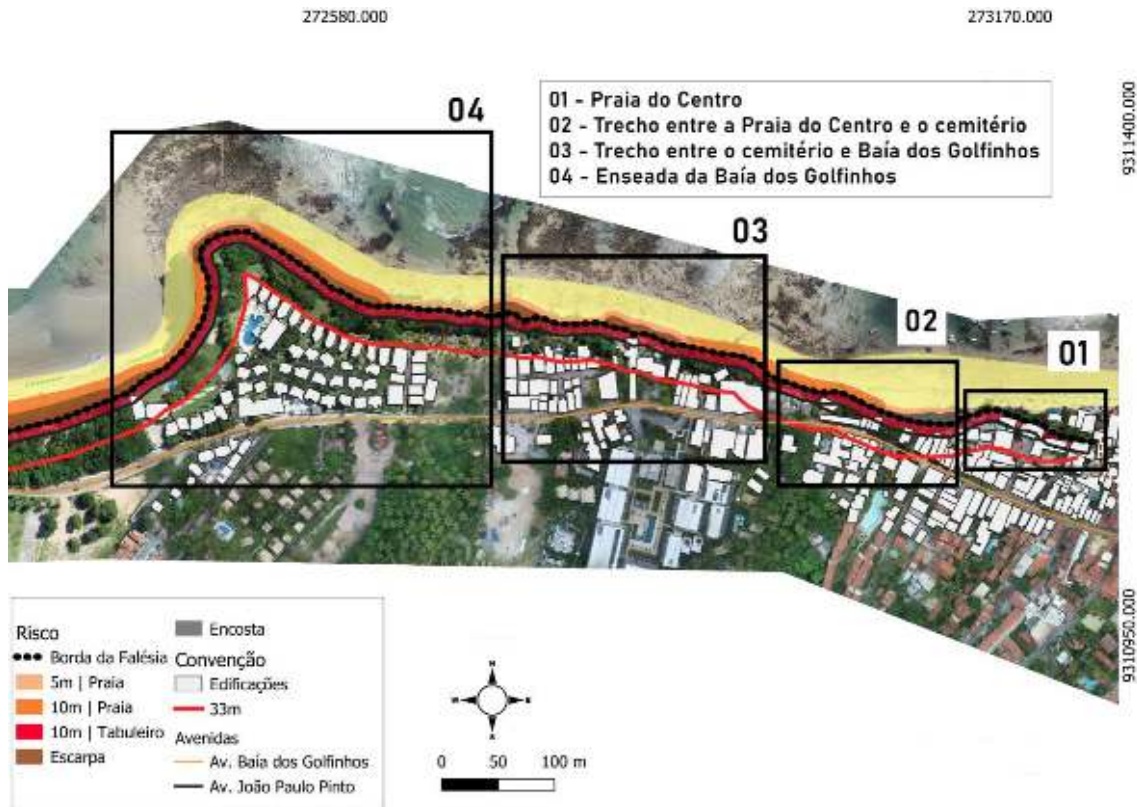 272580.000
273170.000
04
01 - Praia do Centro
02 - Trecho entre a Praia do Centro e o cemitério
03 - Trecho entre o cemitério e Baía dos Golfinhos
04 - Enseada da Baía dos Golfinhos
9311400.000
03
02
01
Risco
Borda da Falésia
5m | Praia
10m | Praia
10m | Tabuleiro
Escarpa
Encosta
Convenção
Edificações
33m
Avenidas
Av. Baía dos Golfinhos
Av. João Paulo Pinto
N
0 50 100 m
9310950.000